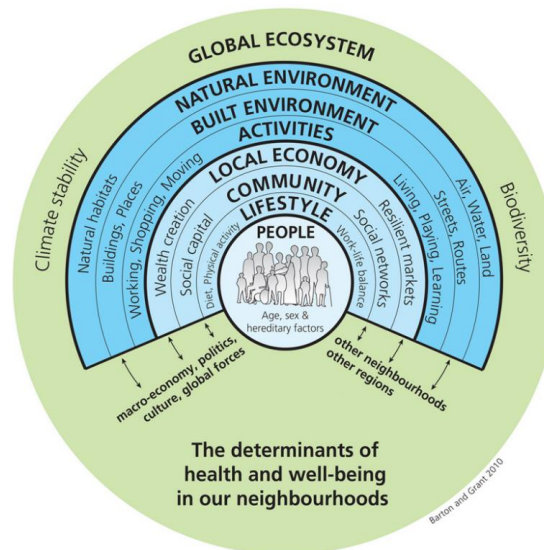 GLOBAL ECOSYSTEM
NATURAL ENVIRONMENT
BUILT ENVIRONMENT
ACTIVITIES
LOCAL ECONOMY
COMMUNITY
LIFESTYLE
PEOPLE
Age, sex &
hereditary factors
Climate stability
Natural habitats
Buildings, Places
Working, Shopping, Moving
Wealth creation
Social capital
Diet, Physical activity
Work-life balance
Social networks
Resilient markets
Living, Playing, Learning
Streets, Routes
Air, Water, Land
Biodiversity
macro-economy, politics,
culture, global forces
other neighbourhoods
other regions
The determinants of
health and well-being
in our neighbourhoods
Barton and Grant 2010